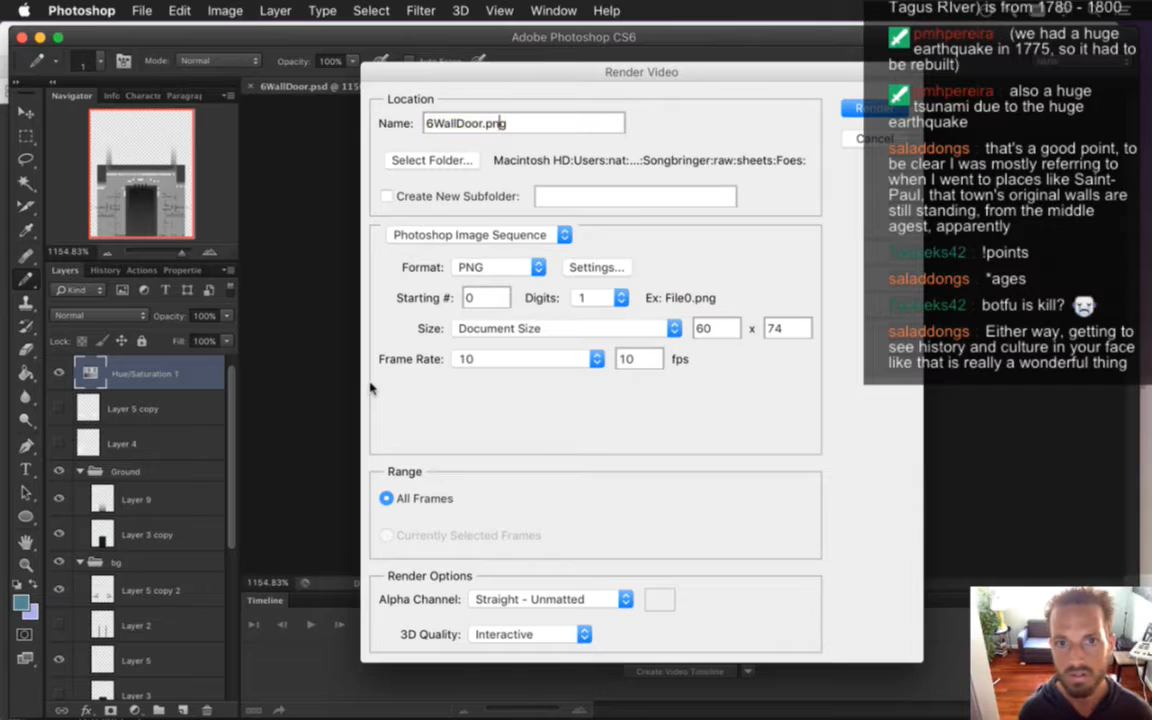 Photoshop File Edit Image Layer Type Select Filter 3D View Window Help
Adobe Photoshop CS6
1 Mode: Normal Opacity: 100%
Navigator Info Characte Paragraj
6WallDoor.psd @ 115
1154.83%
Layers History Actions Propertie
Kind
Normal Opacity: 100%
Lock: Fill: 100%
Hue/Saturation 1
Layer 5 copy
Layer 4
Ground
Layer 9
Layer 3 copy
bg
Layer 5 copy 2
Layer 2
Layer 5
Layer 3
1154.83%
Timeline
Create Video Timeline
Render Video
Location
Name: 6WallDoor.png
Select Folder... Macintosh HD:Users:nat:...:Songbringer:raw:sheets:Foes:
Create New Subfolder:
Photoshop Image Sequence
Format: PNG Settings...
Starting #: 0 Digits: 1 Ex: File0.png
Size: Document Size 60 x 74
Frame Rate: 10 10 fps
Range
All Frames
Currently Selected Frames
Render Options
Alpha Channel: Straight - Unmatted
3D Quality: Interactive
Render
Cancel
Tagus RIver) is from 1780 - 1800
pmhpereira : (we had a huge
earthquake in 1775, so it had to
be rebuilt)
pmhpereira : also a huge
tsunami due to the huge
earthquake
saladdongs : that's a good point, to
be clear I was mostly referring to
when I went to places like Saint-
Paul, that town's original walls are
still standing, from the middle
agest, apparently
: !points
saladdongs : *ages
: botfu is kill?
saladdongs : Either way, getting to
see history and culture in your face
like that is really a wonderful thing